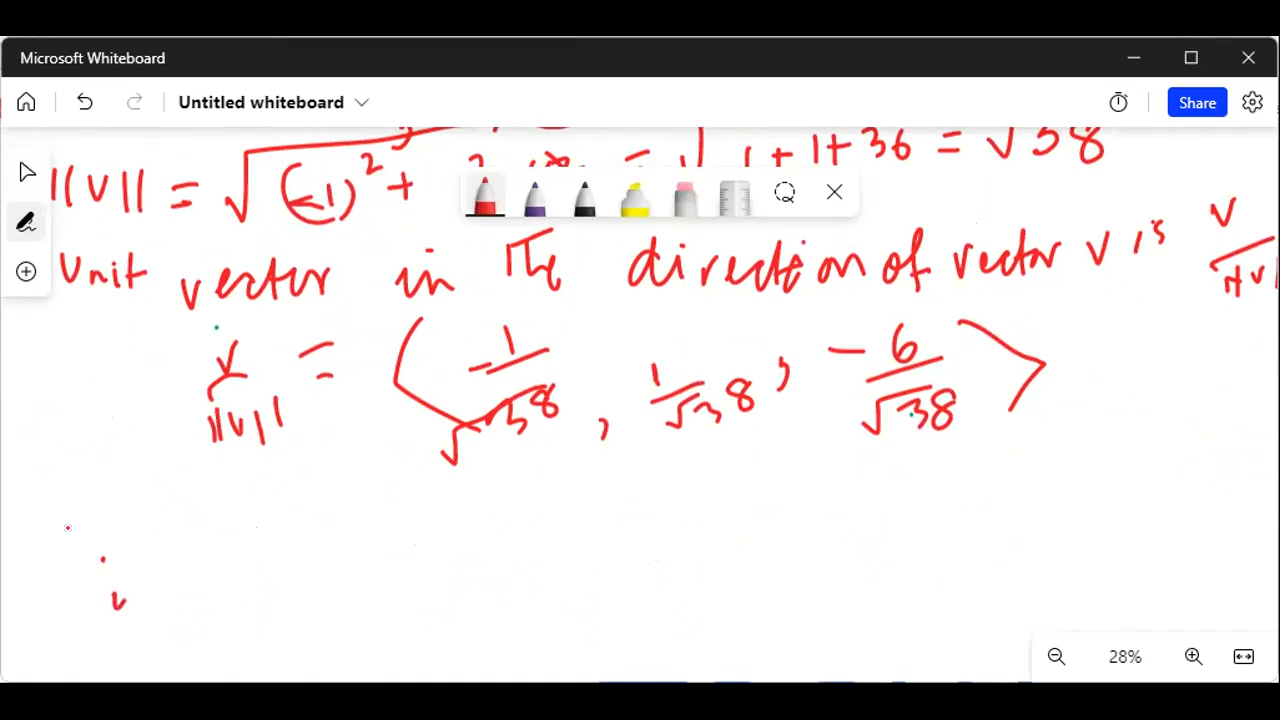 Microsoft Whiteboard
Untitled whiteboard
Share
||v|| = √(-1)² + = √ 1 + 1 + 36 = √38
Unit vector in the direction of vector v is v/||v|
v/||v|| = ⟨ -1/√38 , 1/√38 , -6/√38 ⟩
28%